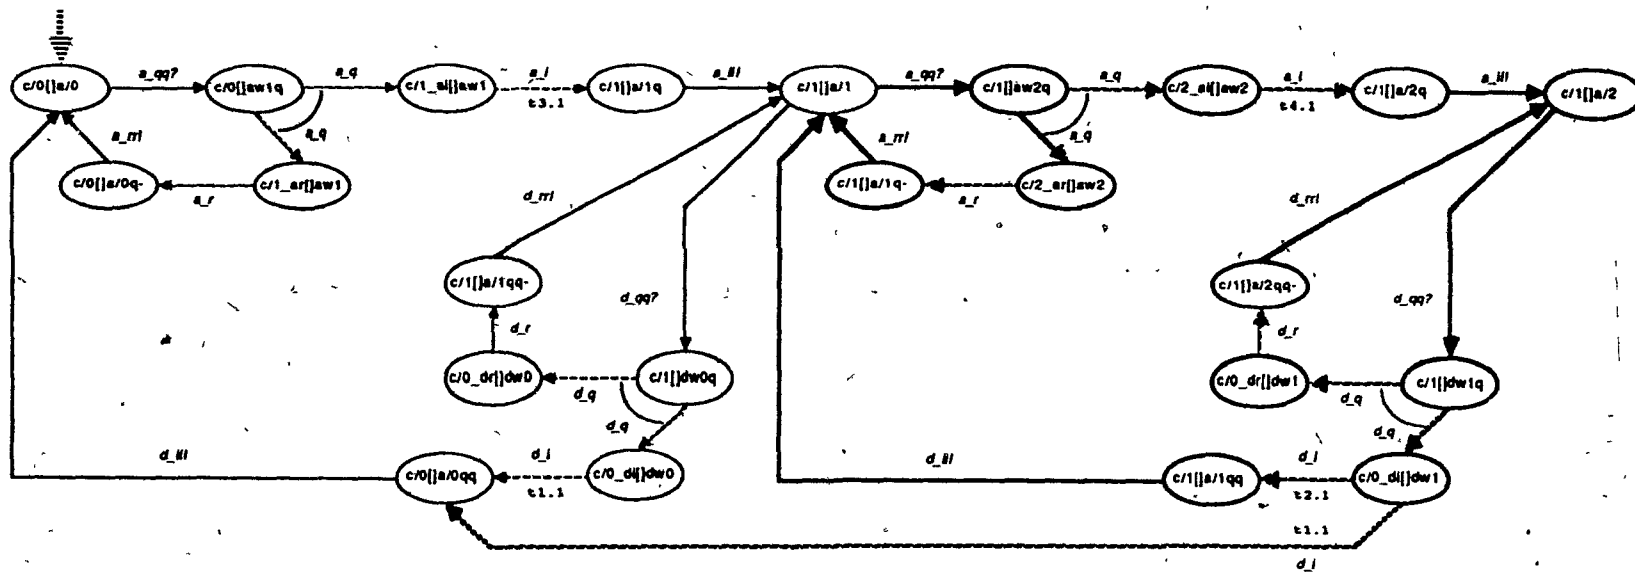 a_qq? a_q a_i a_iii a_qq? a_q a_i a_iii
c/0[]a/0 c/0[]aw1q c/1_ai[]aw1 c/1[]a/1q c/1[]a/1 c/1[]aw2q c/2_ai[]aw2 c/1[]a/2q c/1[]a/2
t3.1 t4.1
a_rri a_q a_rri a_q
c/0[]a/0q- c/1_ar[]aw1 c/1[]a/1q- c/2_ar[]aw2
a_r a_r
d_rri d_rri
c/1[]a/1qq- c/1[]a/2qq-
d_qq? d_qq?
d_r d_r
c/0_dr[]dw0 c/1[]dw0q c/0_dr[]dw1 c/1[]dw1q
d_q d_q
d_q d_q
d_iii d_i d_iii d_i
c/0[]a/0qq c/0_di[]dw0 c/1[]a/1qq c/0_di[]dw1
t1.1 t2.1
t1.1
d_i